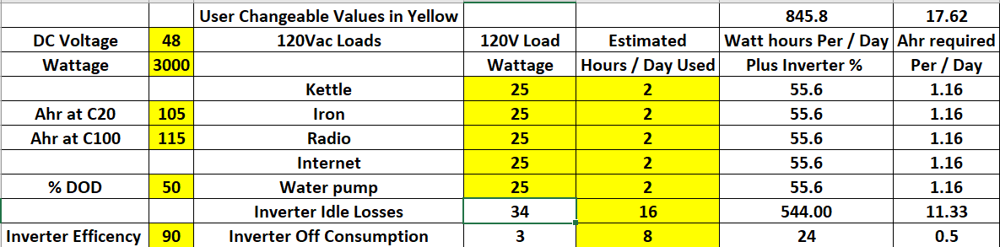 User Changeable Values in Yellow 845.8 17.62
DC Voltage 48 120Vac Loads 120V Load Estimated Watt hours Per / Day Ahr required
Wattage 3000 Wattage Hours / Day Used Plus Inverter % Per / Day
Kettle 25 2 55.6 1.16
Ahr at C20 105 Iron 25 2 55.6 1.16
Ahr at C100 115 Radio 25 2 55.6 1.16
Internet 25 2 55.6 1.16
% DOD 50 Water pump 25 2 55.6 1.16
Inverter Idle Losses 34 16 544.00 11.33
Inverter Efficency 90 Inverter Off Consumption 3 8 24 0.5